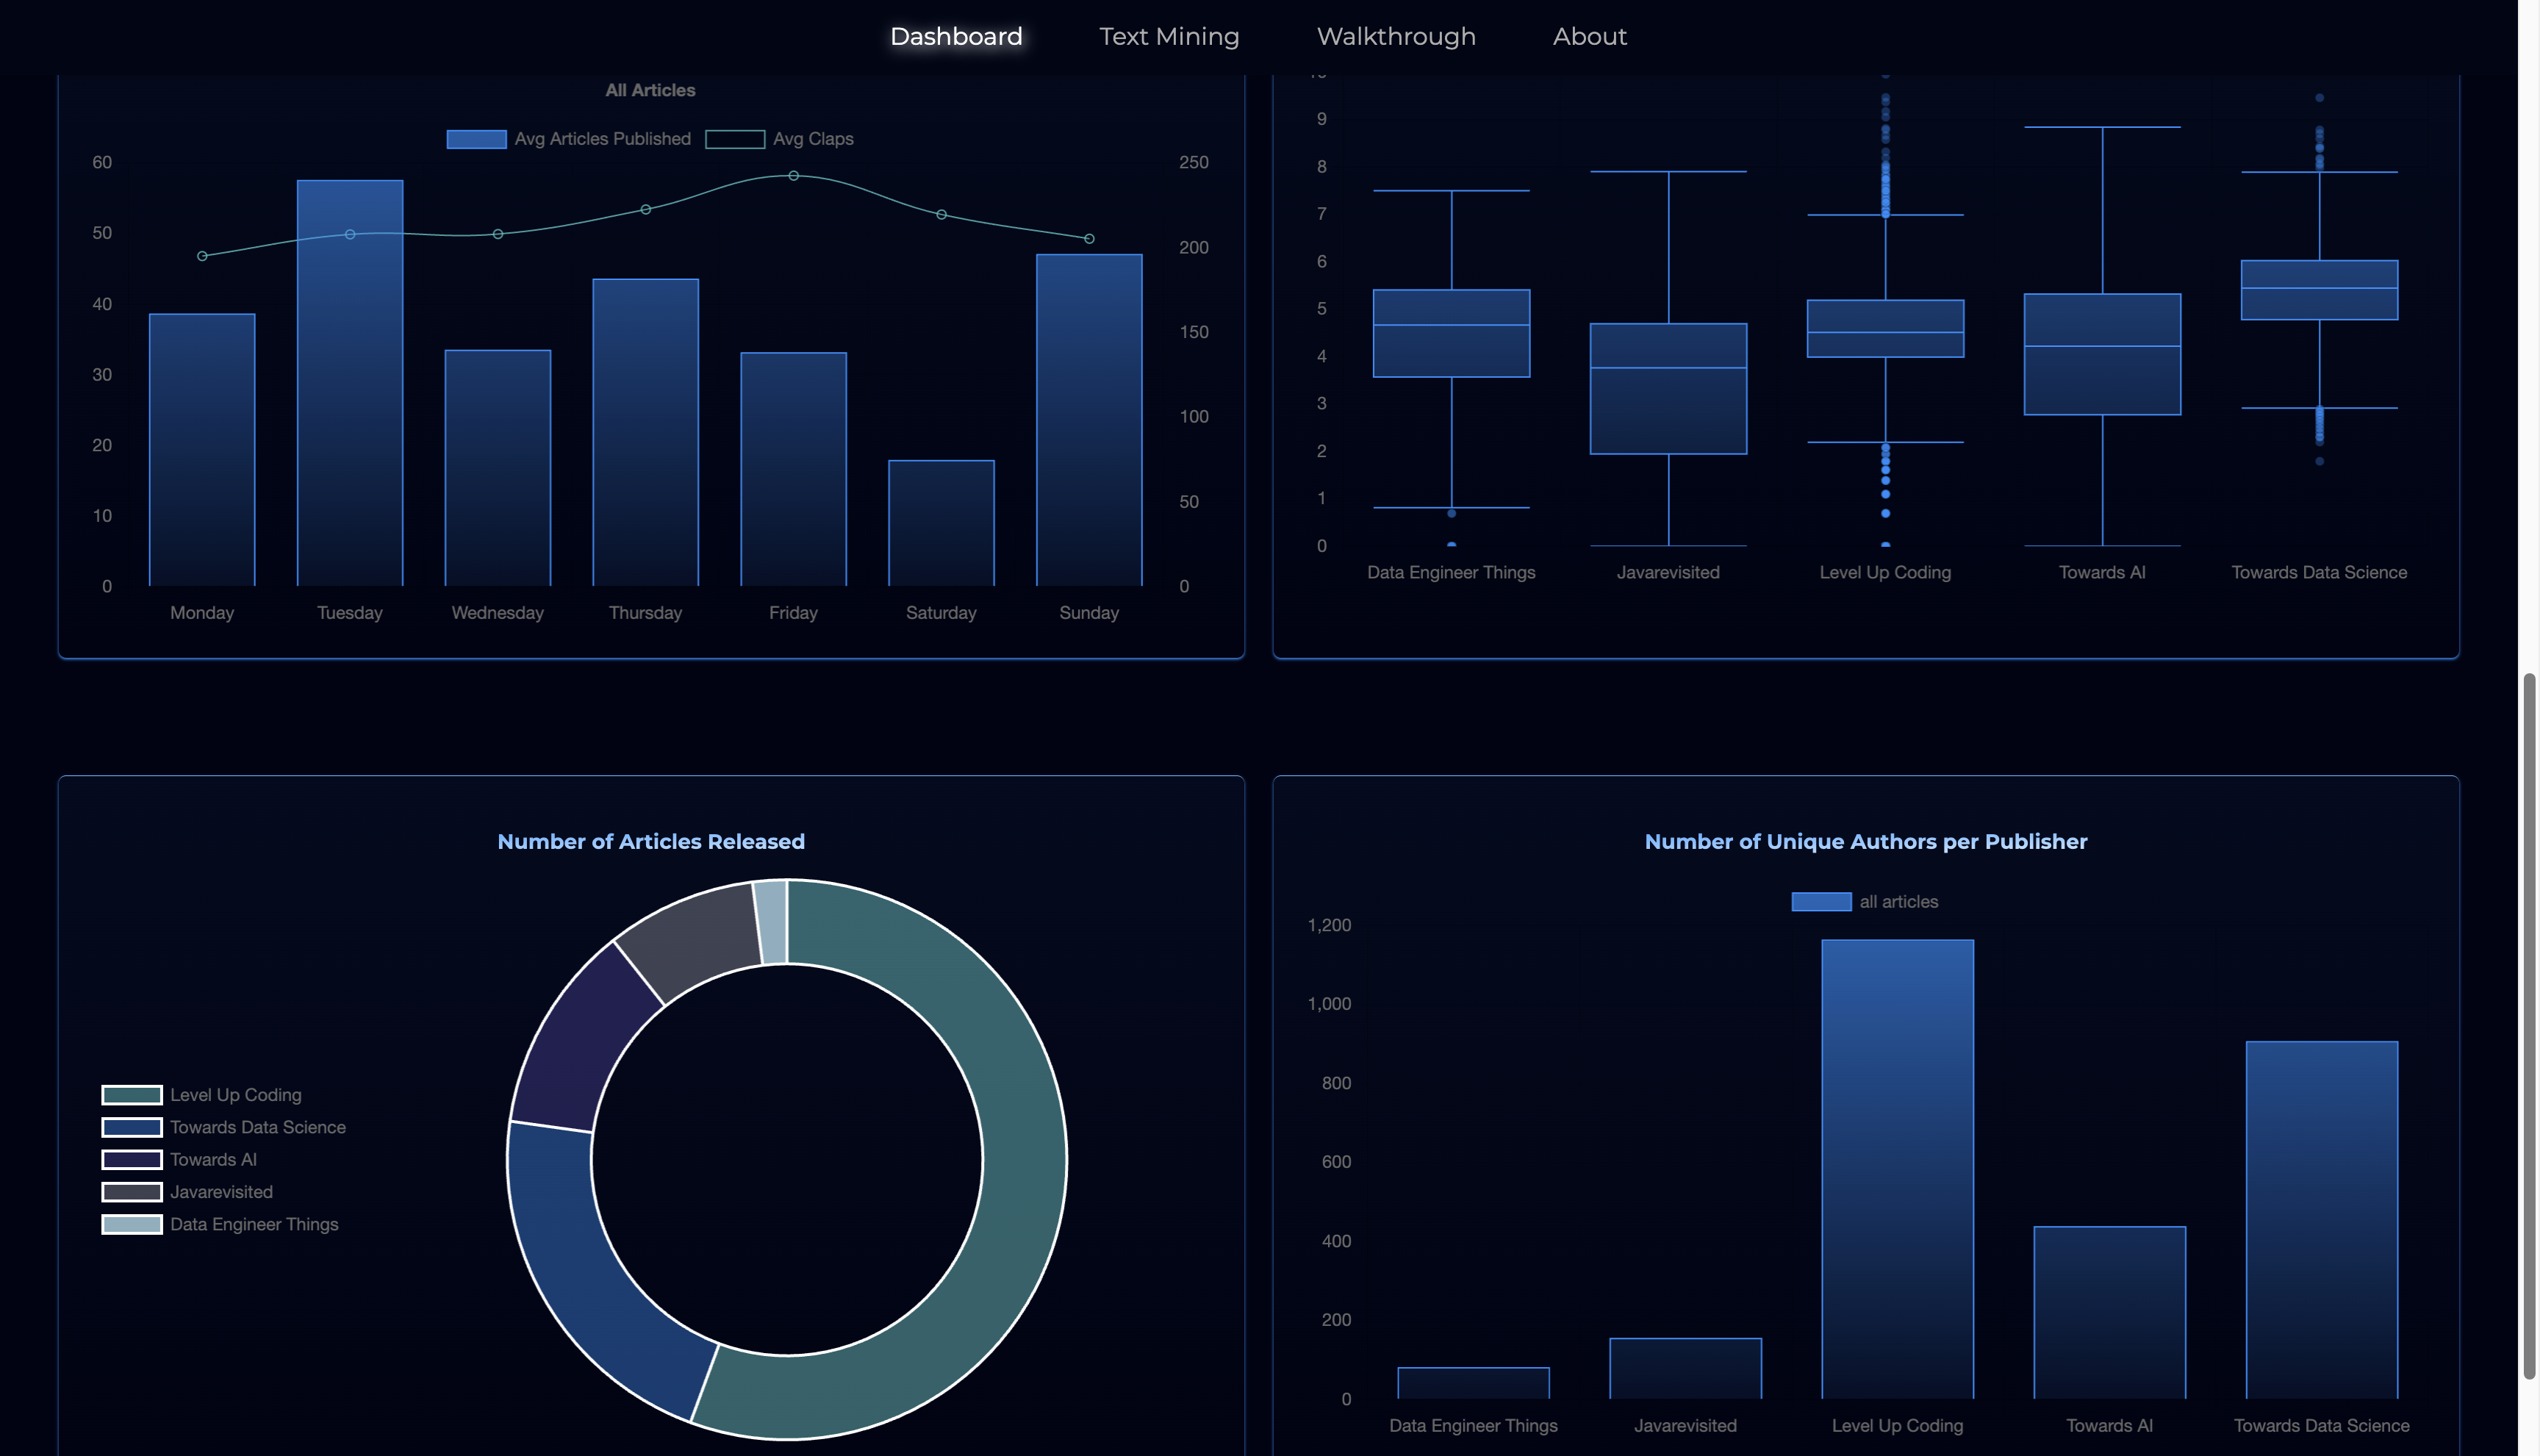 Dashboard Text Mining Walkthrough About
All Articles
Avg Articles Published Avg Claps
60
50
40
30
20
10
0
250
200
150
100
50
0
Monday Tuesday Wednesday Thursday Friday Saturday Sunday
9
8
7
6
5
4
3
2
1
0
Data Engineer Things Javarevisited Level Up Coding Towards AI Towards Data Science
Number of Articles Released
Level Up Coding
Towards Data Science
Towards AI
Javarevisited
Data Engineer Things
Number of Unique Authors per Publisher
all articles
1,200
1,000
800
600
400
200
0
Data Engineer Things Javarevisited Level Up Coding Towards AI Towards Data Science